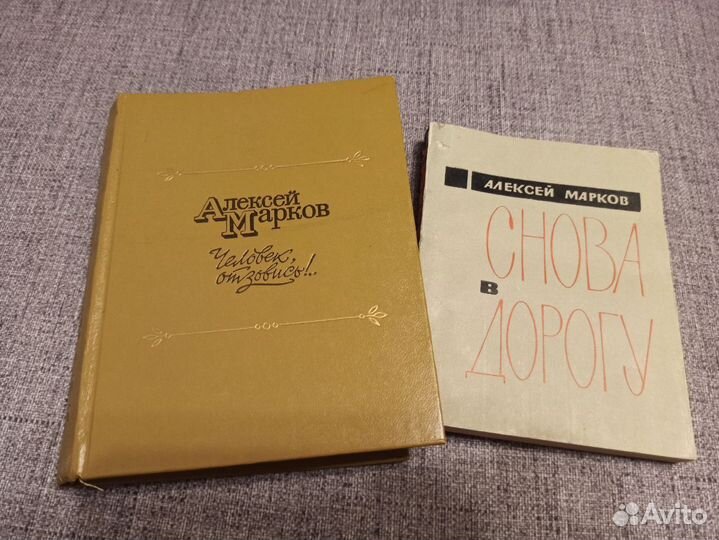 Алексей
Марков
Человек,
отзовись!..
АЛЕКСЕЙ МАРКОВ
СНОВА
В
ДОРОГУ
Avito